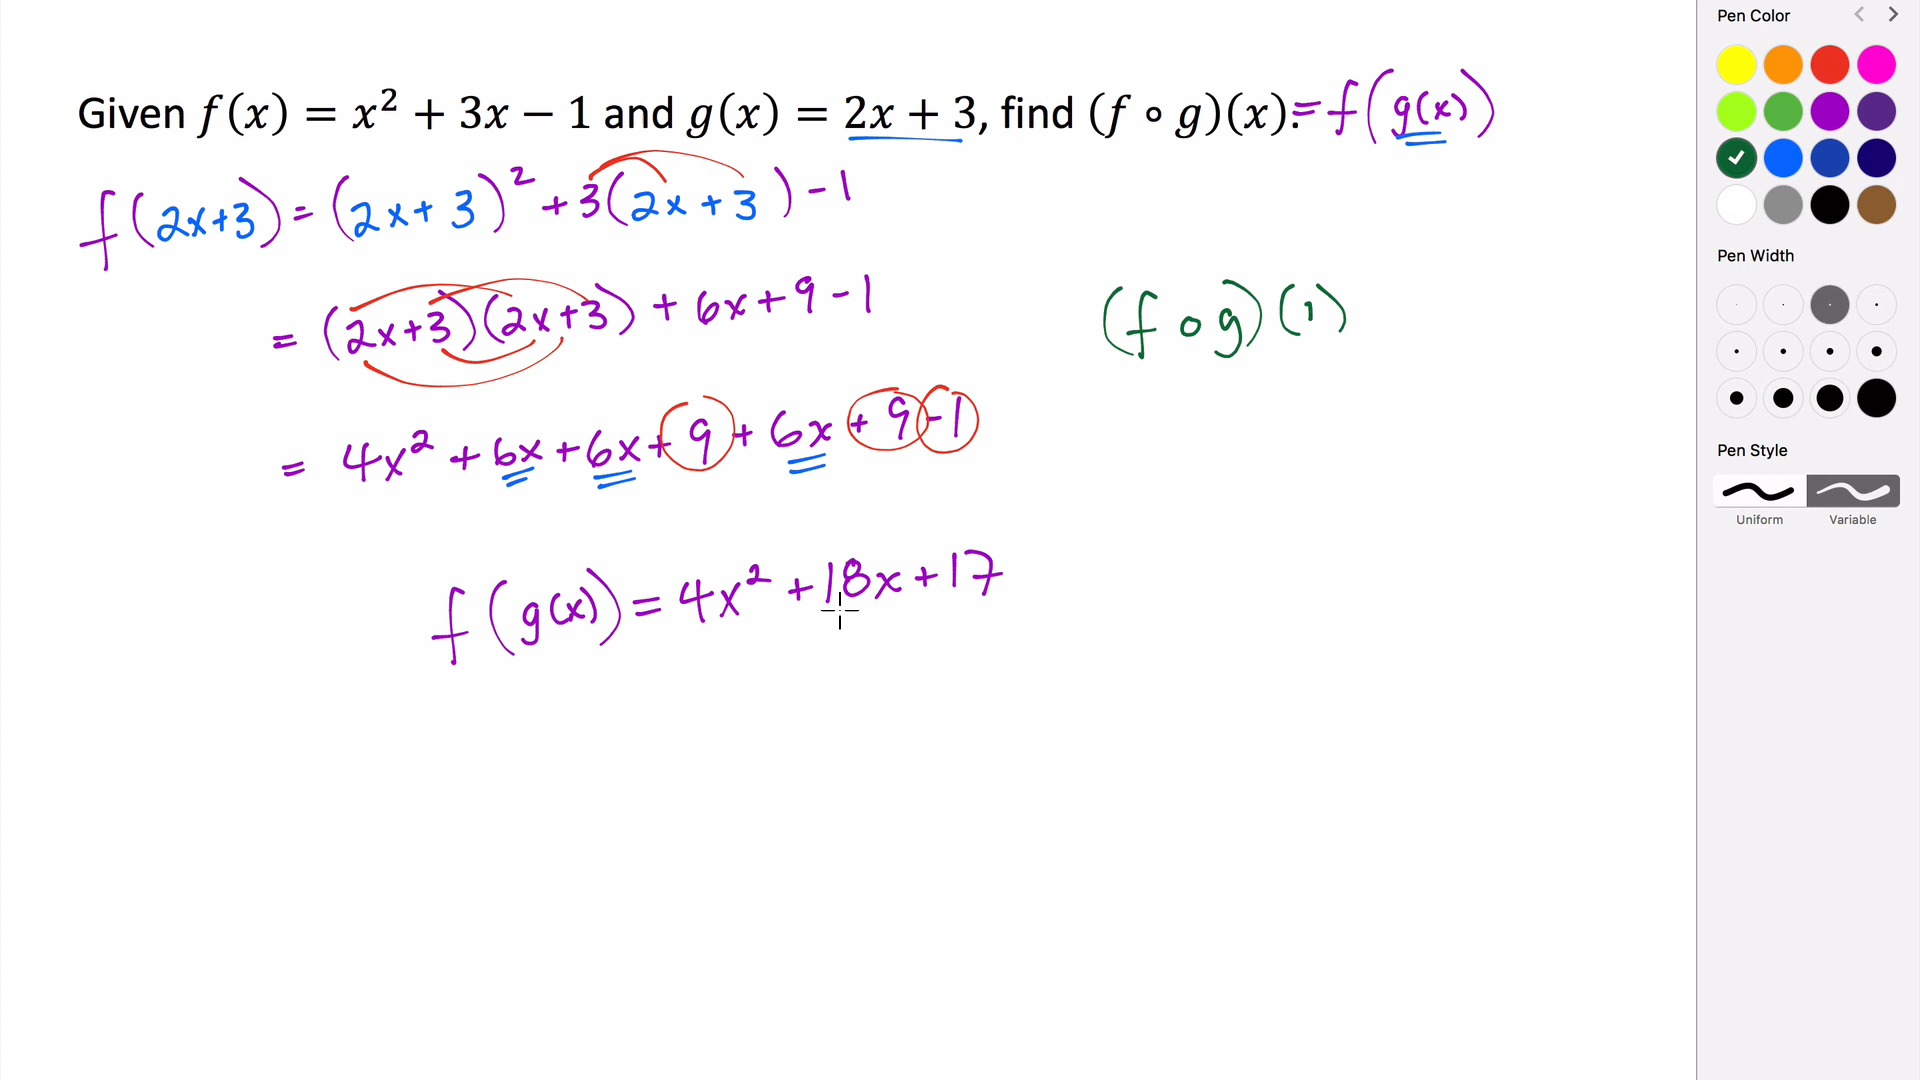 Given f(x) = x² + 3x − 1 and g(x) = 2x + 3, find (f ∘ g)(x). = f(g(x))
f(2x+3) = (2x+3)² + 3(2x+3) - 1
= (2x+3)(2x+3) + 6x + 9 - 1
(f ∘ g)(1)
= 4x² + 6x + 6x + 9 + 6x + 9 - 1
f(g(x)) = 4x² + 18x + 17
Pen Color
Pen Width
Pen Style
Uniform Variable